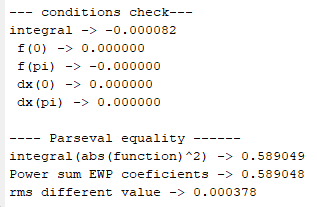 --- conditions check---
integral -> -0.000082
f(0) -> 0.000000
f(pi) -> -0.000000
dx(0) -> 0.000000
dx(pi) -> 0.000000
---- Parseval equality ------
integral(abs(function)^2) -> 0.589049
Power sum EWP coeficients -> 0.589048
rms different value -> 0.000378